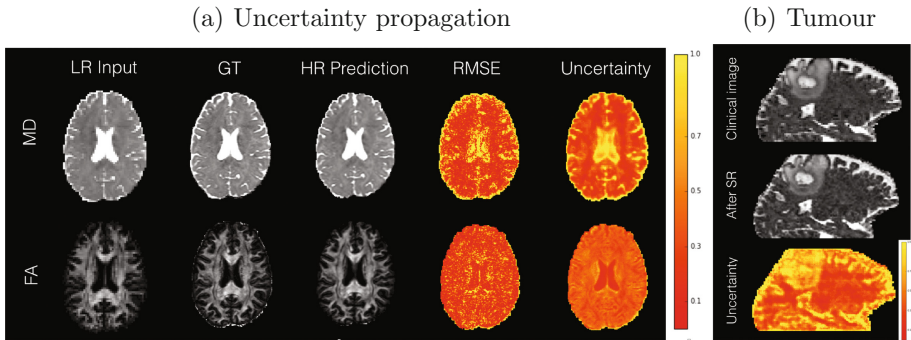 (a) Uncertainty propagation
(b) Tumour
LR Input
GT
HR Prediction
RMSE
Uncertainty
MD
FA
1.0
0.7
0.5
0.3
0.1
Clinical image
After SR
Uncertainty